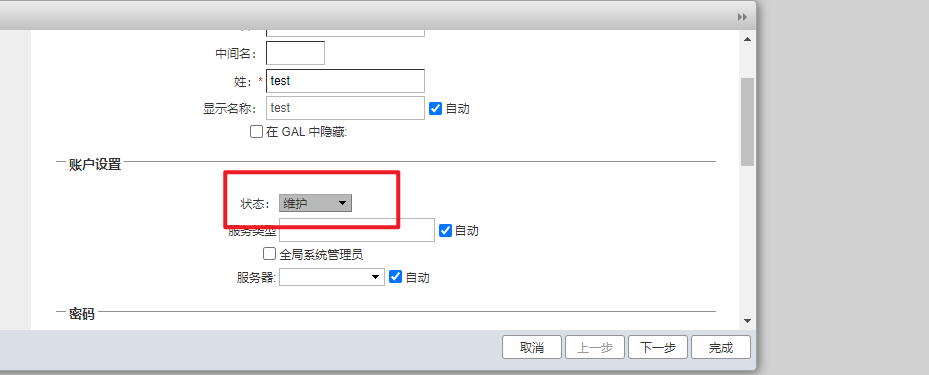 中间名：
姓：* test
显示名称： test 自动
在 GAL 中隐藏:
账户设置
状态： 维护
服务类型 自动
全局系统管理员
服务器: 自动
密码
取消 上一步 下一步 完成